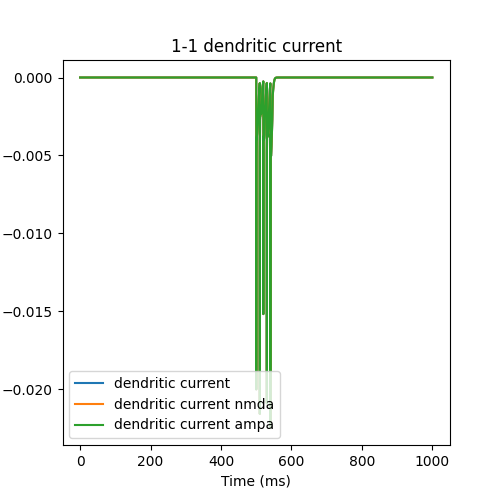 1-1 dendritic current
0.000
−0.005
−0.010
−0.015
−0.020
dendritic current
dendritic current nmda
dendritic current ampa
0 200 400 600 800 1000
Time (ms)